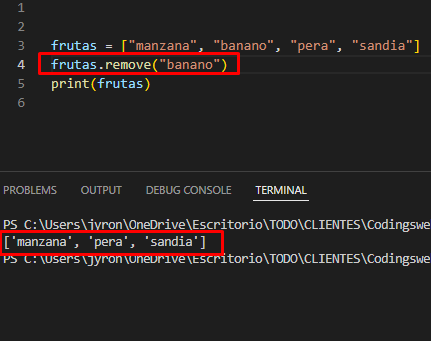 1
2
3 frutas = ["manzana", "banano", "pera", "sandia"]
4 frutas.remove("banano")
5 print(frutas)
6
PROBLEMS OUTPUT DEBUG CONSOLE TERMINAL
PS C:\Users\jyron\OneDrive\Escritorio\TODO\CLIENTES\Codingswe
['manzana', 'pera', 'sandia']
PS C:\Users\jyron\OneDrive\Escritorio\TODO\CLIENTES\Codingswe